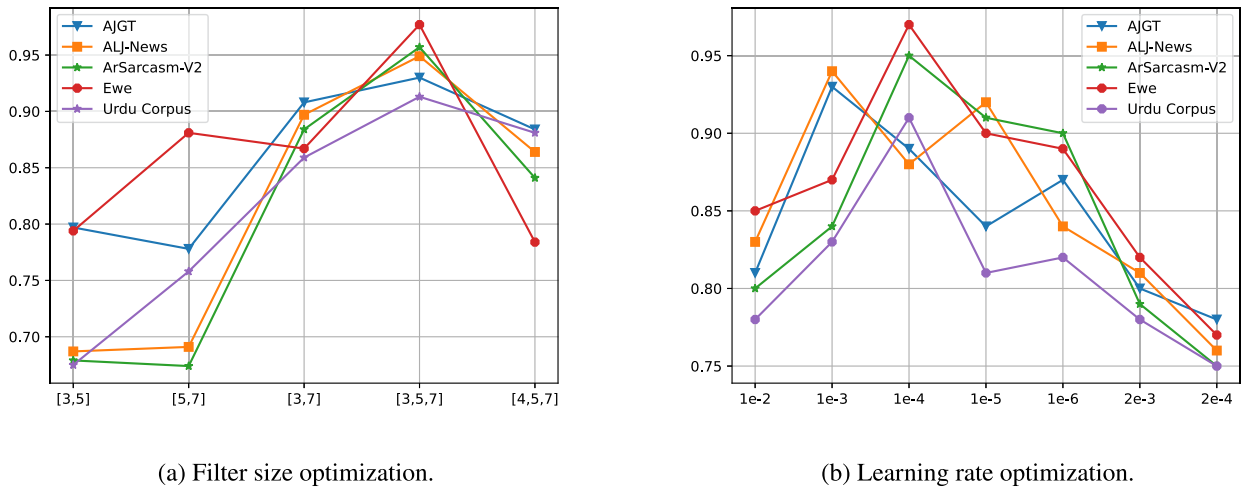 AJGT
ALJ-News
ArSarcasm-V2
Ewe
Urdu Corpus
0.95
0.90
0.85
0.80
0.75
0.70
[3,5] [5,7] [3,7] [3,5,7] [4,5,7]
(a) Filter size optimization.
AJGT
ALJ-News
ArSarcasm-V2
Ewe
Urdu Corpus
0.95
0.90
0.85
0.80
0.75
1e-2 1e-3 1e-4 1e-5 1e-6 2e-3 2e-4
(b) Learning rate optimization.